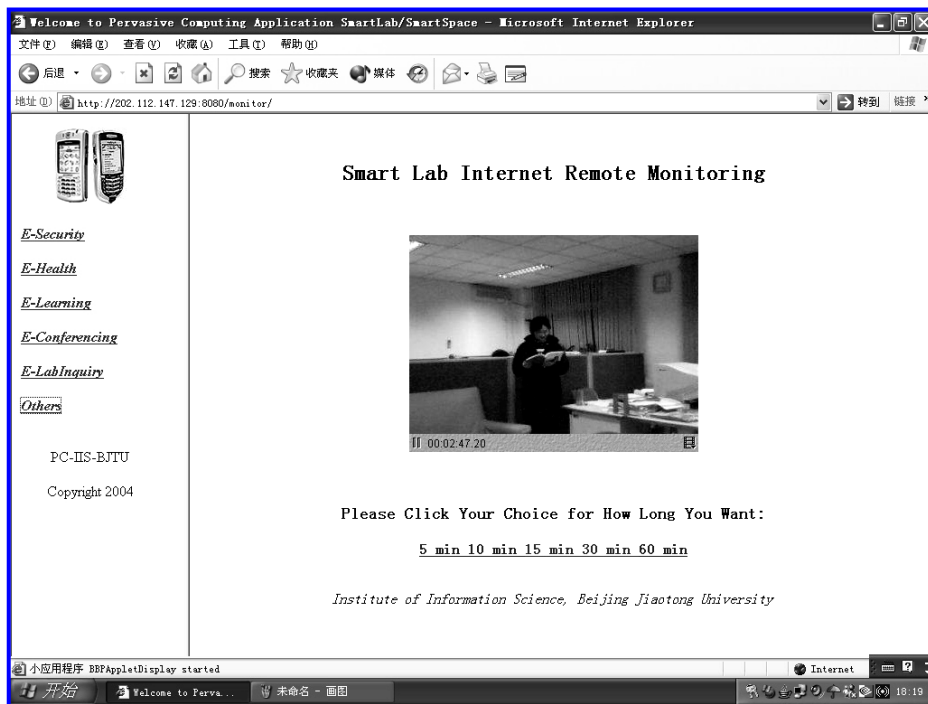 Welcome to Pervasive Computing Application SmartLab/SmartSpace - Microsoft Internet Explorer
文件(F) 编辑(E) 查看(V) 收藏(A) 工具(T) 帮助(H)
后退 搜索 收藏夹 媒体
地址(D) http://202.112.147.129:8080/monitor/ 转到 链接 »
Smart Lab Internet Remote Monitoring
E-Security
E-Health
E-Learning
E-Conferencing
E-LabInquiry
Others
PC-IIS-BJTU
Copyright 2004
00:02:47.20
Please Click Your Choice for How Long You Want:
5 min 10 min 15 min 30 min 60 min
Institute of Information Science, Beijing Jiaotong University
小应用程序 BBPAppletDisplay started Internet
开始 Welcome to Perva... 未命名 - 画图 18:19